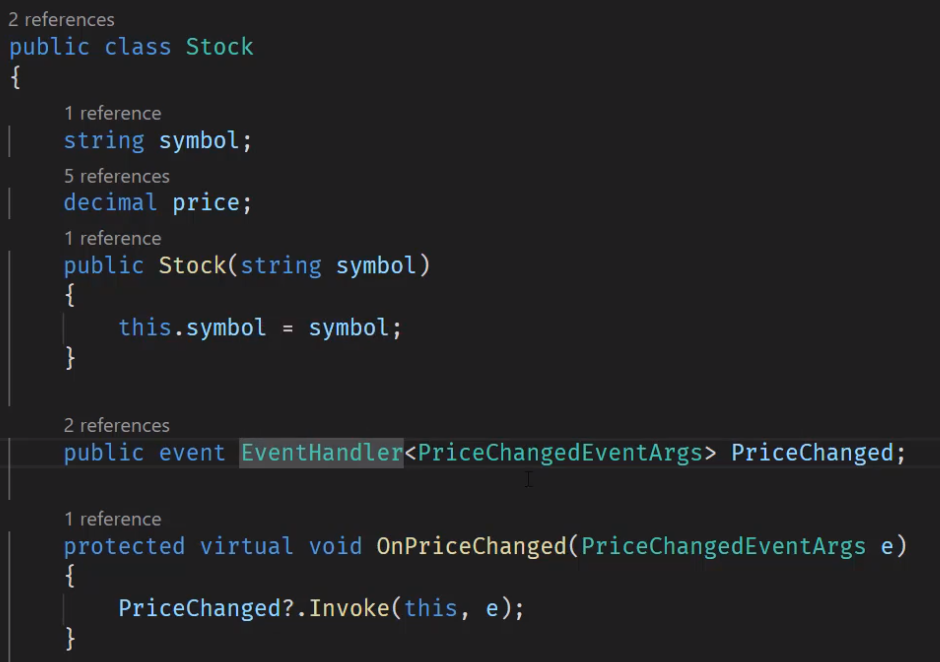 2 references
public class Stock
{
1 reference
string symbol;
5 references
decimal price;
1 reference
public Stock(string symbol)
{
this.symbol = symbol;
}
2 references
public event EventHandler<PriceChangedEventArgs> PriceChanged;
1 reference
protected virtual void OnPriceChanged(PriceChangedEventArgs e)
{
PriceChanged?.Invoke(this, e);
}